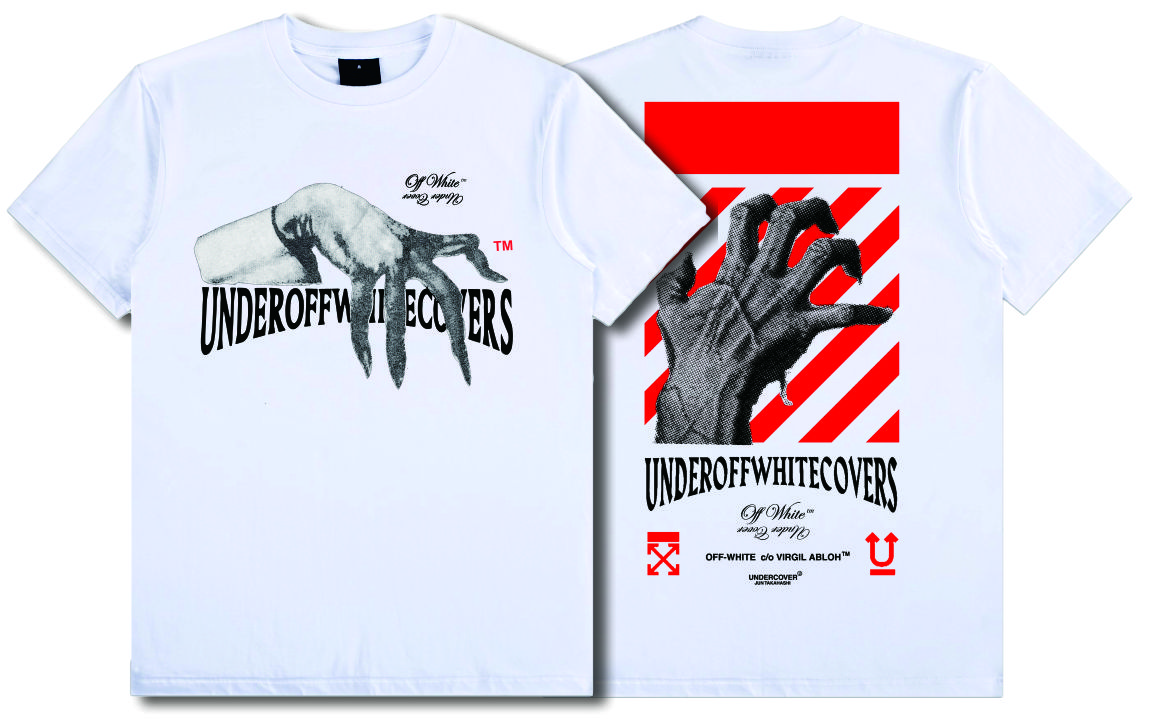 Off White™
Under Cover
TM
UNDEROFFWHITECOVERS
UNDEROFFWHITECOVERS
Off White™
Under Cover
OFF-WHITE c/o VIRGIL ABLOH™
U
UNDERCOVER
JUN TAKAHASHI